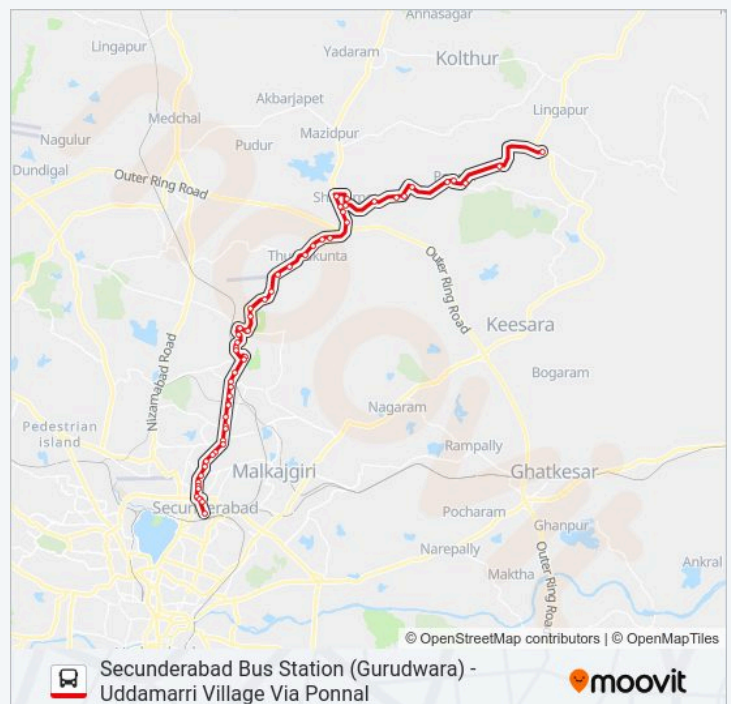 Annasagar
Lingapur
Yadaram
Kolthur
Akbarjapet
Lingapur
Medchal
Mazidpur
Nagulur
Pudur
Dundigal
Outer Ring Road
Outer Ring Road
Keesara
Nizamabad Road
Bogaram
Pedestrian
island
Nagaram
Rampally
Malkajgiri
Ghatkesar
Secunderabad
Pocharam
Ghanpur
Narepally
Ankral
Maktha
Outer Ring Road
© OpenStreetMap contributors | © OpenMapTiles
Secunderabad Bus Station (Gurudwara) -
Uddamarri Village Via Ponnal
moovit